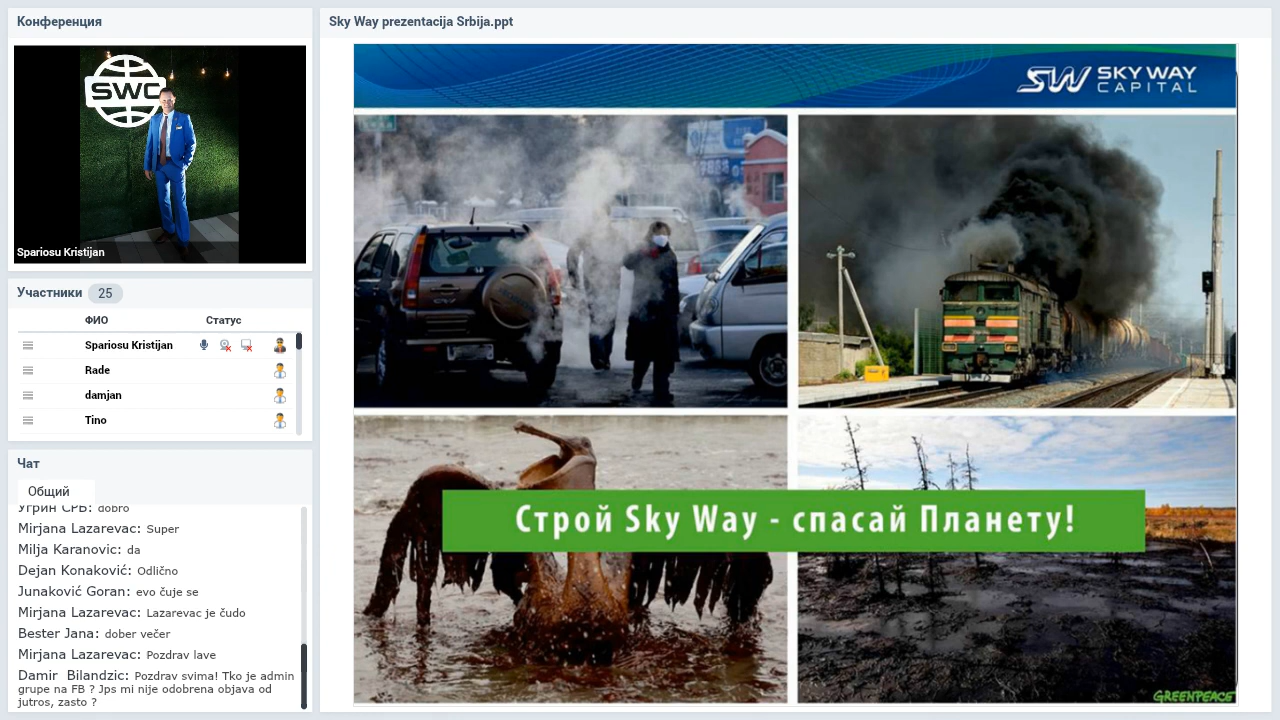 Конференция
SWC
Spariosu Kristijan
Участники 25
ФИО Статус
Spariosu Kristijan
Rade
damjan
Tino
Чат
Общий
Угрин СРБ: dobro
Mirjana Lazarevac: Super
Milja Karanovic: da
Dejan Konaković: Odlično
Junaković Goran: evo čuje se
Mirjana Lazarevac: Lazarevac je čudo
Bester Jana: dober večer
Mirjana Lazarevac: Pozdrav lave
Damir Bilandzic: Pozdrav svima! Tko je admin
grupe na FB ? Jps mi nije odobrena objava od
jutros, zasto ?
Sky Way prezentacija Srbija.ppt
SW SKY WAY
CAPITAL
Строй Sky Way - спасай Планету!
GREENPEACE